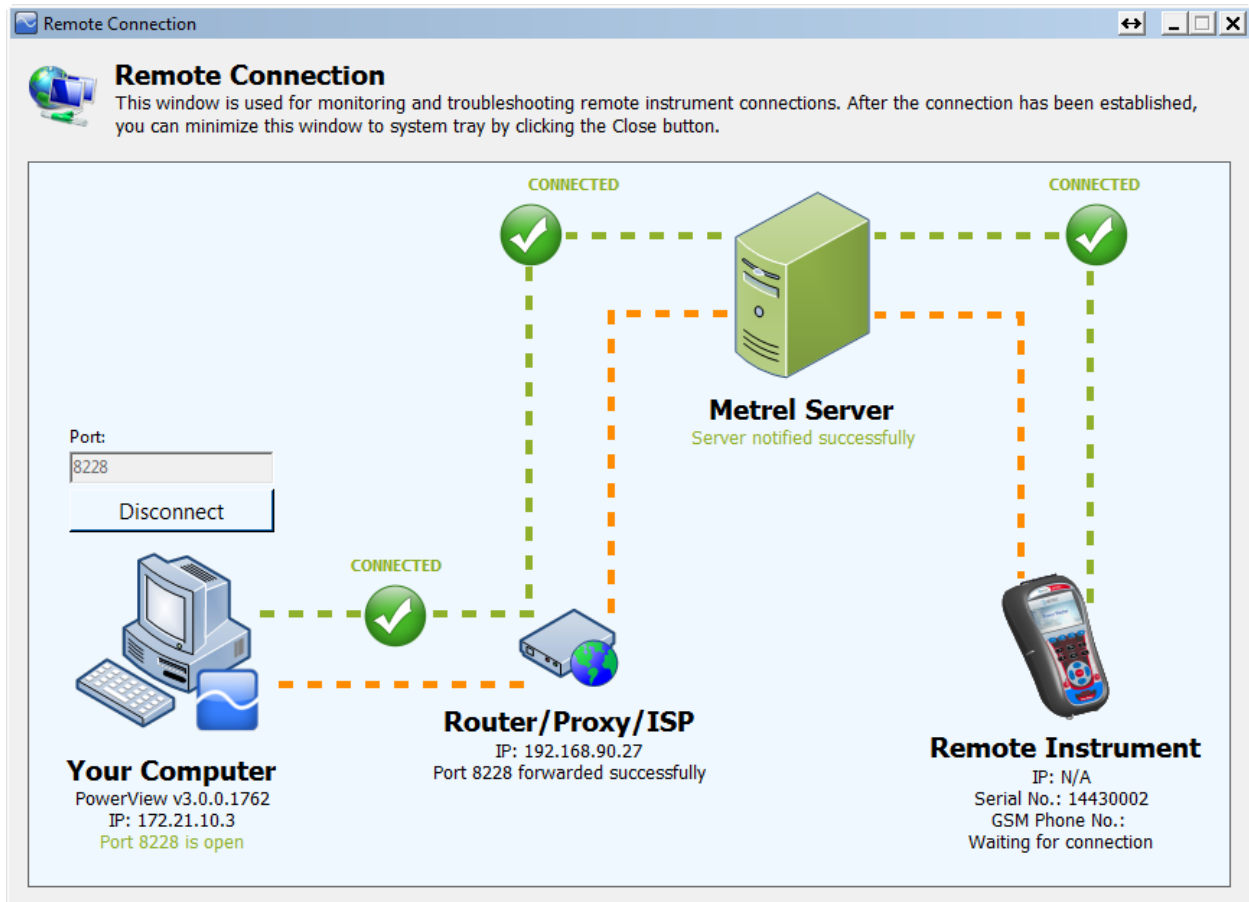 Remote Connection
Remote Connection
This window is used for monitoring and troubleshooting remote instrument connections. After the connection has been established,
you can minimize this window to system tray by clicking the Close button.
CONNECTED
CONNECTED
Metrel Server
Server notified successfully
Port:
8228
Disconnect
CONNECTED
Router/Proxy/ISP
IP: 192.168.90.27
Port 8228 forwarded successfully
Your Computer
PowerView v3.0.0.1762
IP: 172.21.10.3
Port 8228 is open
Remote Instrument
IP: N/A
Serial No.: 14430002
GSM Phone No.:
Waiting for connection